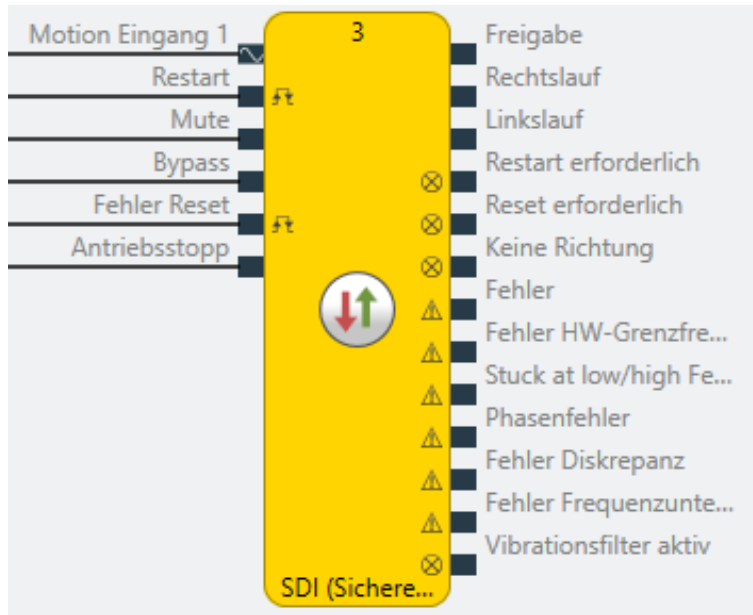 3
Motion Eingang 1
Restart
Mute
Bypass
Fehler Reset
Antriebsstopp
Freigabe
Rechtslauf
Linkslauf
Restart erforderlich
Reset erforderlich
Keine Richtung
Fehler
Fehler HW-Grenzfre...
Stuck at low/high Fe...
Phasenfehler
Fehler Diskrepanz
Fehler Frequenzunte...
Vibrationsfilter aktiv
SDI (Sichere...